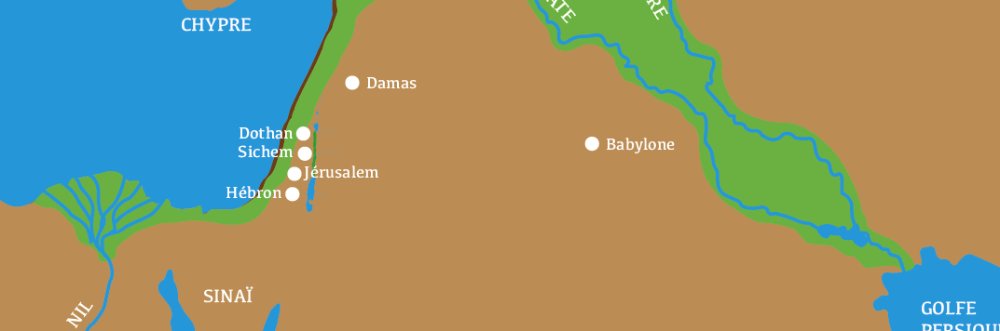 CHYPRE
Damas
Dothan
Sichem
Jérusalem
Hébron
Babylone
NIL
SINAÏ
GOLFE